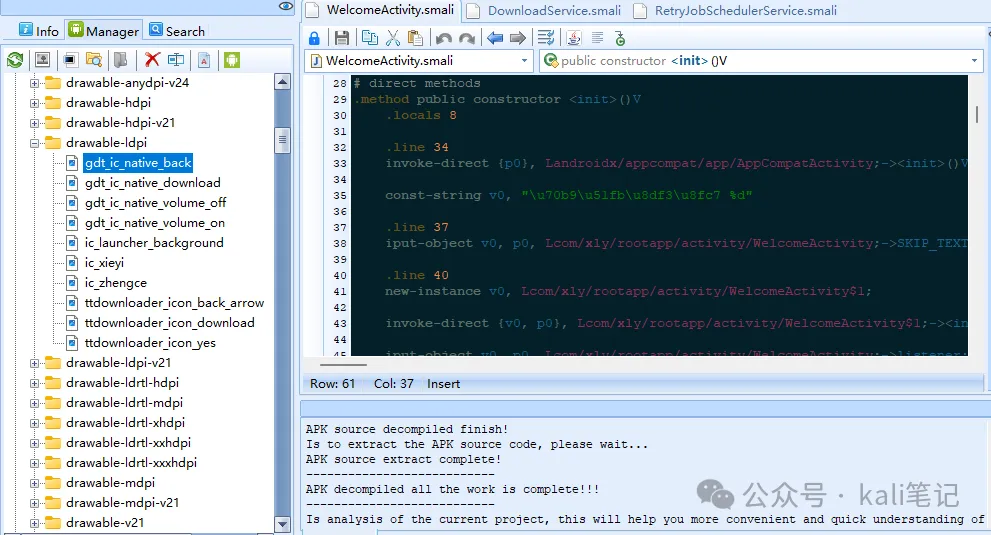 WelcomeActivity.smali
DownloadService.smali
RetryJobSchedulerService.smali
Info
Manager
Search
WelcomeActivity.smali
public constructor <init>()V
drawable-anydpi-v24
drawable-hdpi
drawable-hdpi-v21
drawable-ldpi
gdt_ic_native_back
gdt_ic_native_download
gdt_ic_native_volume_off
gdt_ic_native_volume_on
ic_launcher_background
ic_xieyi
ic_zhengce
ttdownloader_icon_back_arrow
ttdownloader_icon_download
ttdownloader_icon_yes
drawable-ldpi-v21
drawable-ldrtl-hdpi
drawable-ldrtl-mdpi
drawable-ldrtl-xhdpi
drawable-ldrtl-xxhdpi
drawable-ldrtl-xxxhdpi
drawable-mdpi
drawable-mdpi-v21
drawable-v21
28 # direct methods
29 .method public constructor <init>()V
30 .locals 8
31
32 .line 34
33 invoke-direct {p0}, Landroidx/appcompat/app/AppCompatActivity;-><init>()V
34
35 const-string v0, "\u70b9\u51fb\u8df3\u8fc7 %d"
36
37 .line 37
38 iput-object v0, p0, Lcom/xly/rootapp/activity/WelcomeActivity;->SKIP_TEXT
39
40 .line 40
41 new-instance v0, Lcom/xly/rootapp/activity/WelcomeActivity$1;
42
43 invoke-direct {v0, p0}, Lcom/xly/rootapp/activity/WelcomeActivity$1;-><in
44
45 iput-object v0, p0, Lcom/xly/rootapp/activity/WelcomeActivity;->listener:
Row: 61 Col: 37 Insert
APK source decompiled finish!
Is to extract the APK source code, please wait...
APK source extract complete!
--------------------------
APK decompiled all the work is complete!!!
--------------------------
Is analysis of the current project, this will help you more convenient and quick understanding of
公众号 · kali笔记